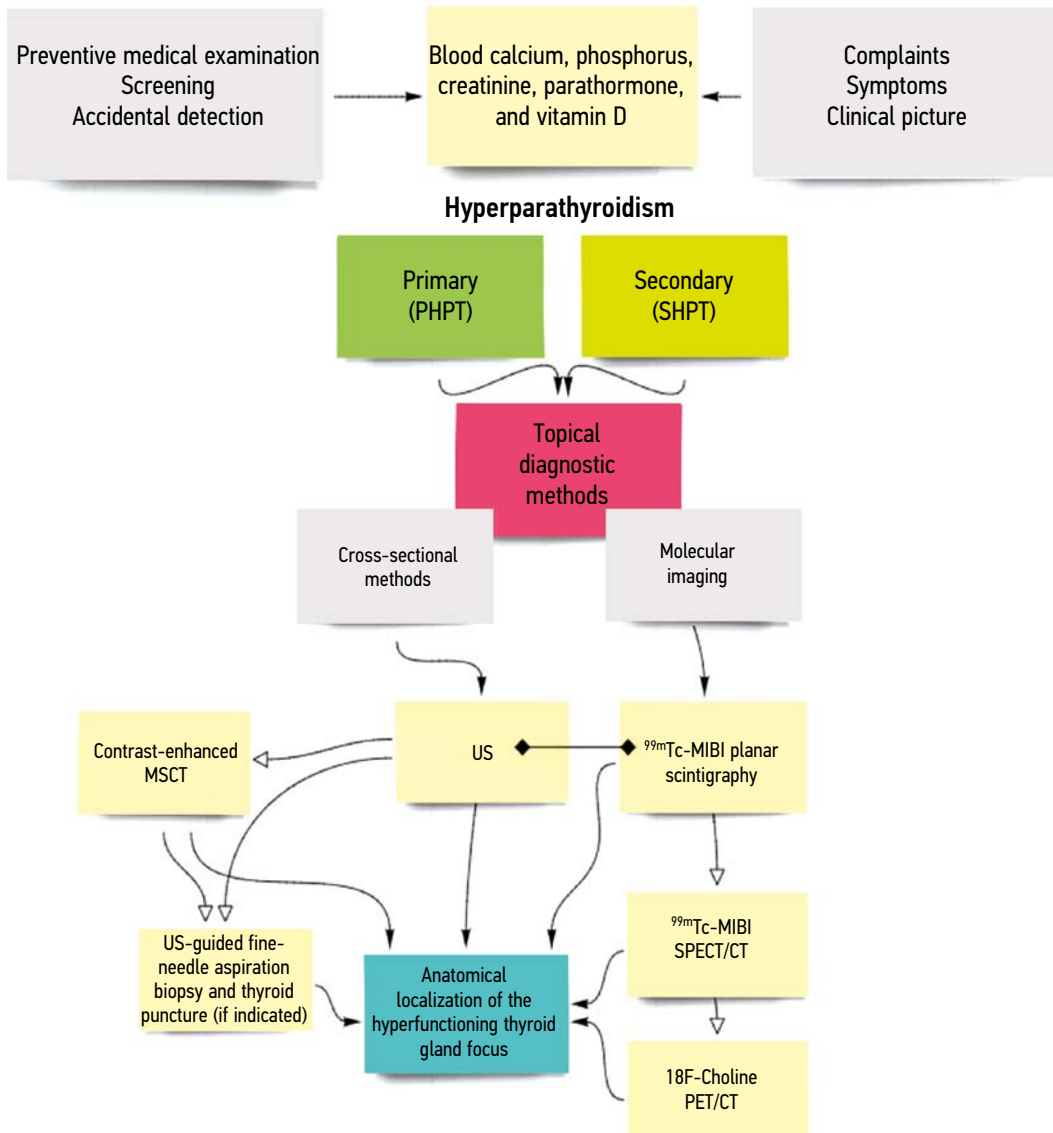 Preventive medical examination
Screening
Accidental detection
Blood calcium, phosphorus,
creatinine, parathormone,
and vitamin D
Complaints
Symptoms
Clinical picture
Hyperparathyroidism
Primary
(PHPT)
Secondary
(SHPT)
Topical
diagnostic
methods
Cross-sectional
methods
Molecular
imaging
Contrast-enhanced
MSCT
US
99mTc-MIBI planar
scintigraphy
US-guided fine-
needle aspiration
biopsy and thyroid
puncture (if indicated)
Anatomical
localization of the
hyperfunctioning thyroid
gland focus
99mTc-MIBI
SPECT/CT
18F-Choline
PET/CT